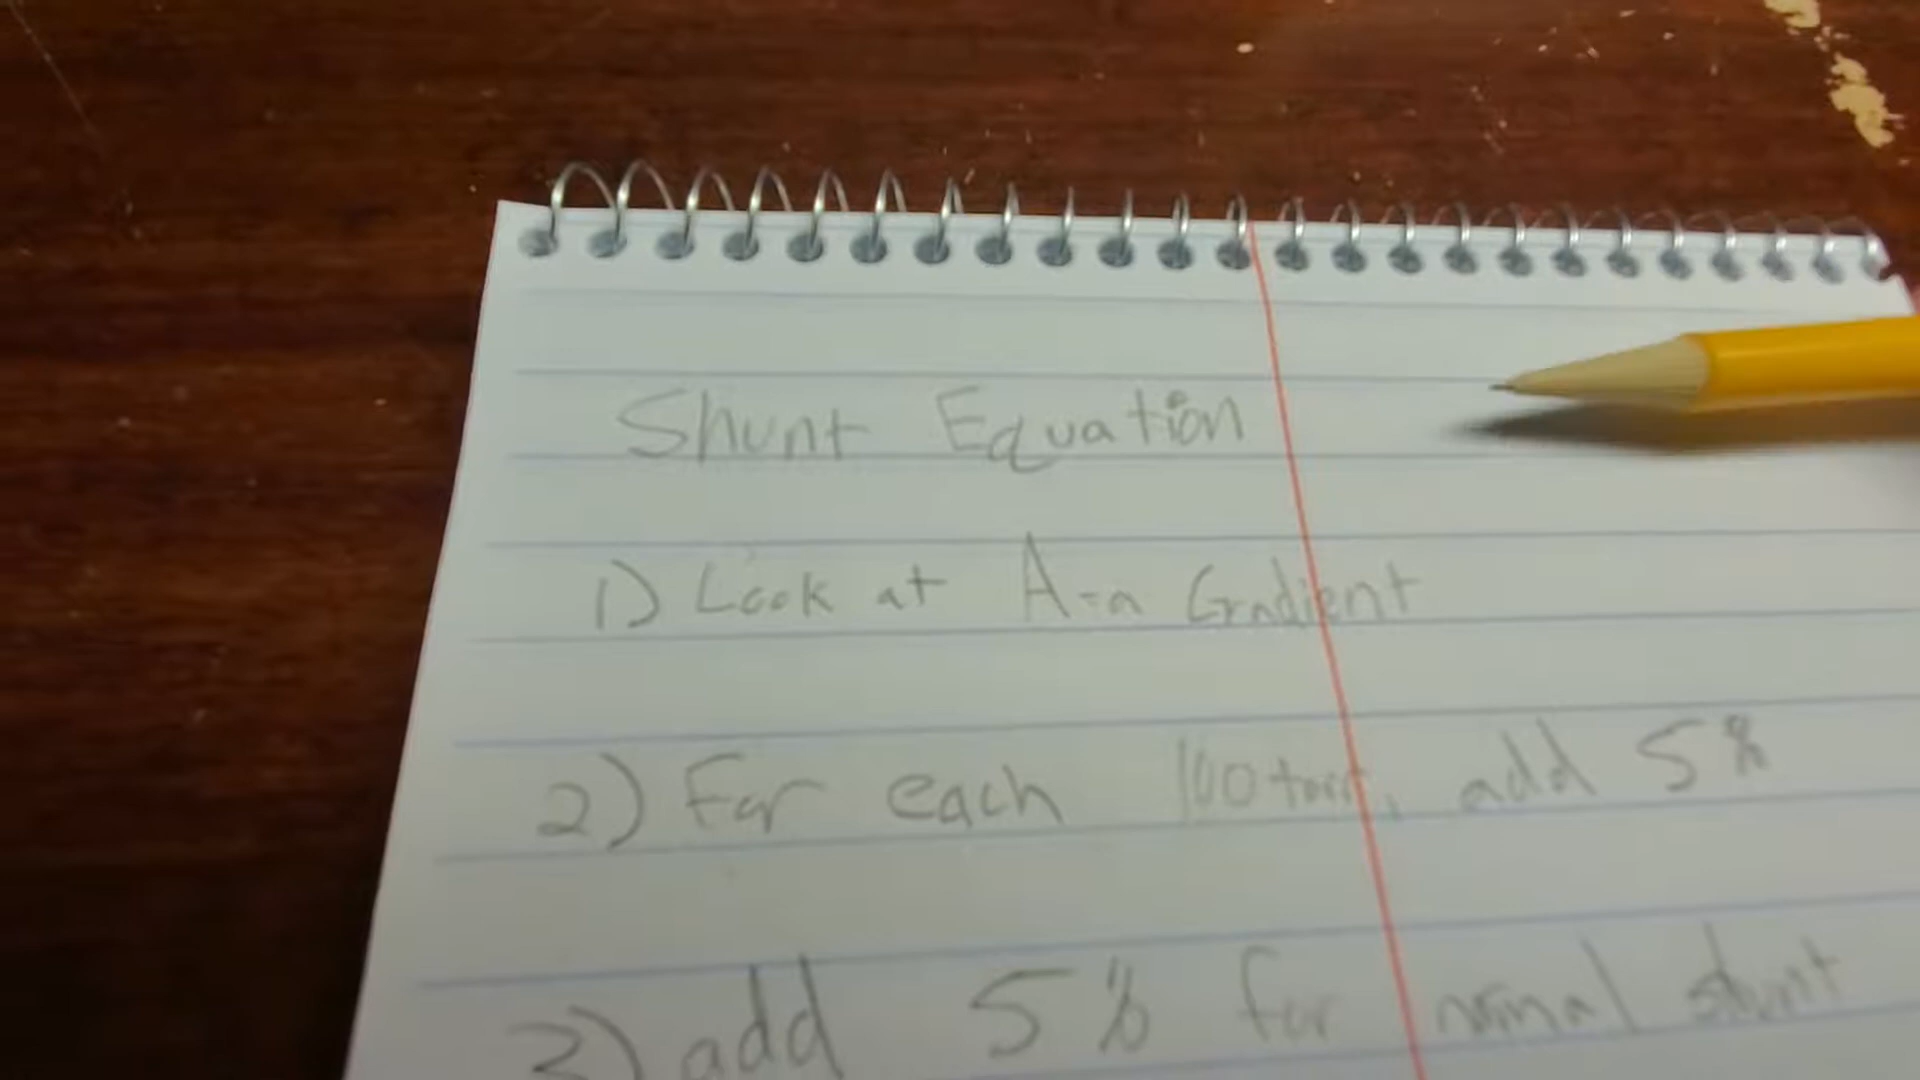 Shunt Equation
1) Look at A-a Gradient
2) For each 100 torr, add 5%
3) add 5% for normal shunt